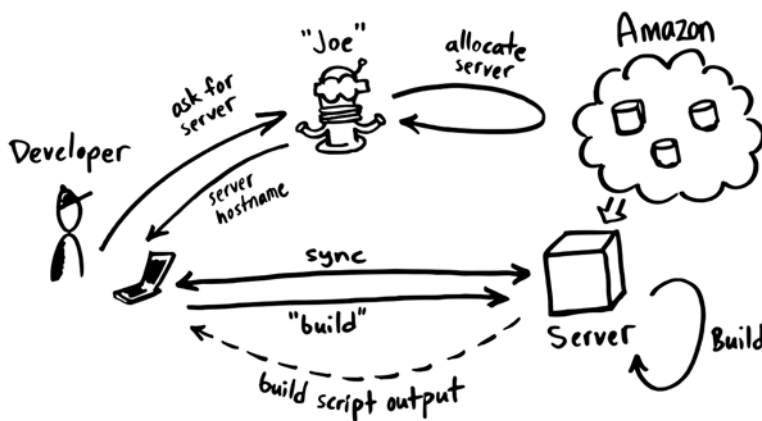 "Joe"
allocate
server
Amazon
ask for
server
Developer
server
hostname
sync
"build"
Server
Build
build script output